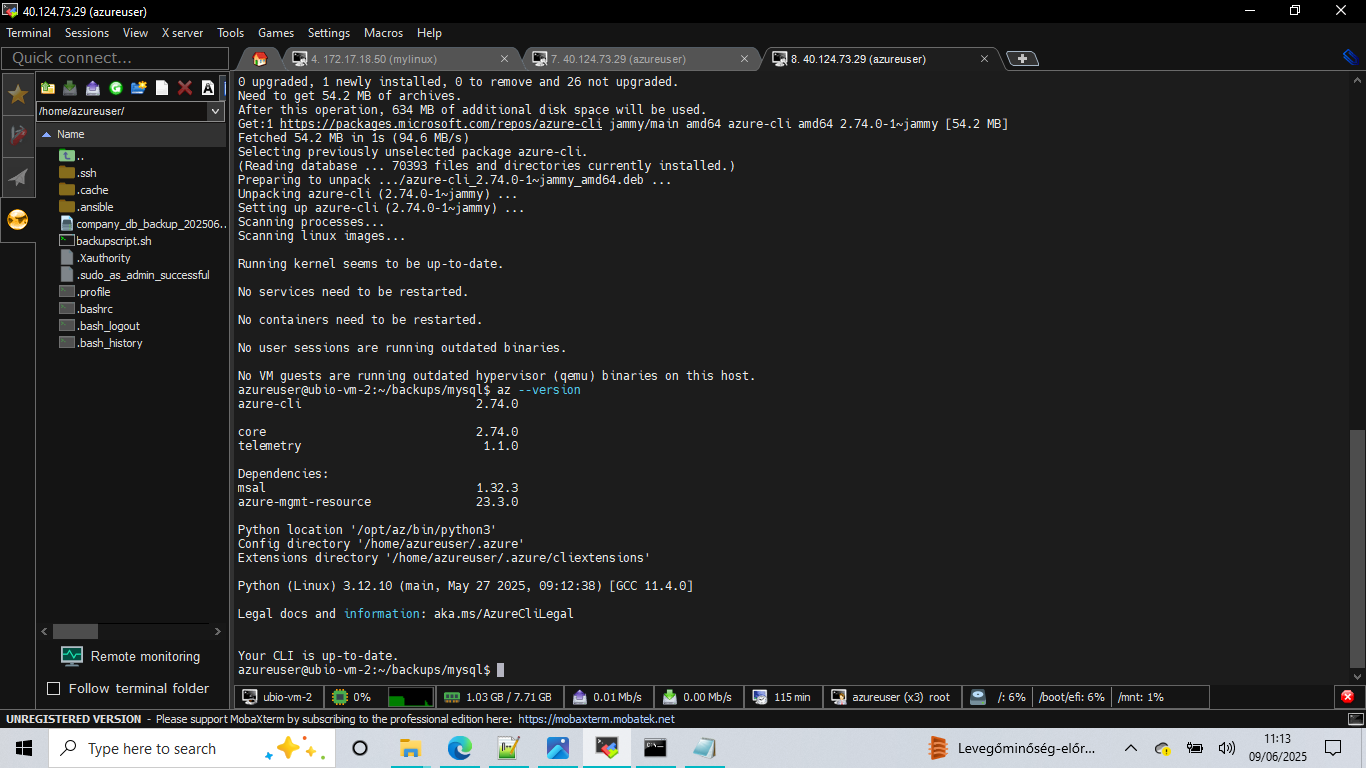 40.124.73.29 (azureuser)
Terminal Sessions View X server Tools Games Settings Macros Help
Quick connect...
4. 172.17.18.50 (mylinux)
7. 40.124.73.29 (azureuser)
8. 40.124.73.29 (azureuser)
/home/azureuser/
Name
..
.ssh
.cache
.ansible
company_db_backup_202506..
backupscript.sh
.Xauthority
.sudo_as_admin_successful
.profile
.bashrc
.bash_logout
.bash_history
Remote monitoring
Follow terminal folder
0 upgraded, 1 newly installed, 0 to remove and 26 not upgraded.
Need to get 54.2 MB of archives.
After this operation, 634 MB of additional disk space will be used.
Get:1 https://packages.microsoft.com/repos/azure-cli jammy/main amd64 azure-cli amd64 2.74.0-1~jammy [54.2 MB]
Fetched 54.2 MB in 1s (94.6 MB/s)
Selecting previously unselected package azure-cli.
(Reading database ... 70393 files and directories currently installed.)
Preparing to unpack .../azure-cli_2.74.0-1~jammy_amd64.deb ...
Unpacking azure-cli (2.74.0-1~jammy) ...
Setting up azure-cli (2.74.0-1~jammy) ...
Scanning processes...
Scanning linux images...
Running kernel seems to be up-to-date.
No services need to be restarted.
No containers need to be restarted.
No user sessions are running outdated binaries.
No VM guests are running outdated hypervisor (qemu) binaries on this host.
azureuser@ubio-vm-2:~/backups/mysql$ az --version
azure-cli 2.74.0
core 2.74.0
telemetry 1.1.0
Dependencies:
msal 1.32.3
azure-mgmt-resource 23.3.0
Python location '/opt/az/bin/python3'
Config directory '/home/azureuser/.azure'
Extensions directory '/home/azureuser/.azure/cliextensions'
Python (Linux) 3.12.10 (main, May 27 2025, 09:12:38) [GCC 11.4.0]
Legal docs and information: aka.ms/AzureCliLegal
Your CLI is up-to-date.
azureuser@ubio-vm-2:~/backups/mysql$
ubio-vm-2 0% 1.03 GB / 7.71 GB 0.01 Mb/s 0.00 Mb/s 115 min azureuser (x3) root /: 6% /boot/efi: 6% /mnt: 1%
UNREGISTERED VERSION - Please support MobaXterm by subscribing to the professional edition here: https://mobaxterm.mobatek.net
Type here to search
Levegőminőség-előr...
11:13
09/06/2025